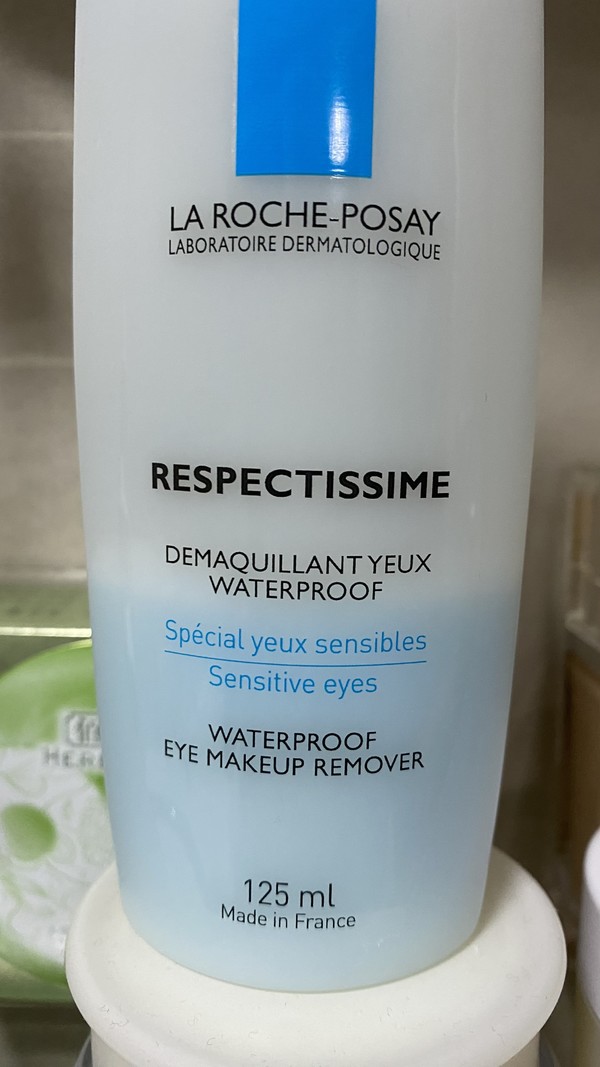 LA ROCHE-POSAY
LABORATOIRE DERMATOLOGIQUE
RESPECTISSIME
DEMAQUILLANT YEUX
WATERPROOF
Spécial yeux sensibles
Sensitive eyes
WATERPROOF
EYE MAKEUP REMOVER
125 ml
Made in France